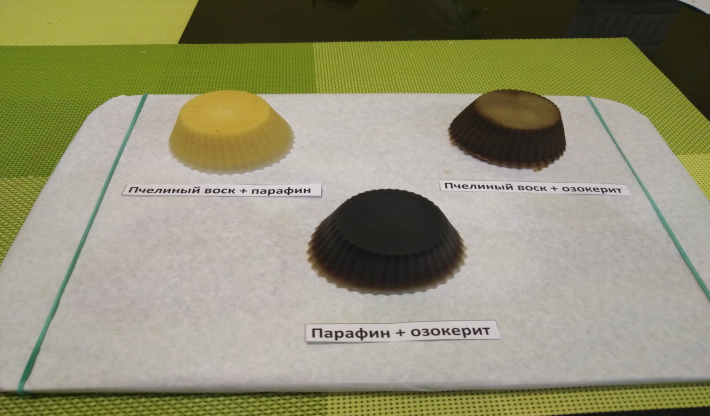 Пчелиный воск + парафин
Пчелиный воск + озокерит
Парафин + озокерит